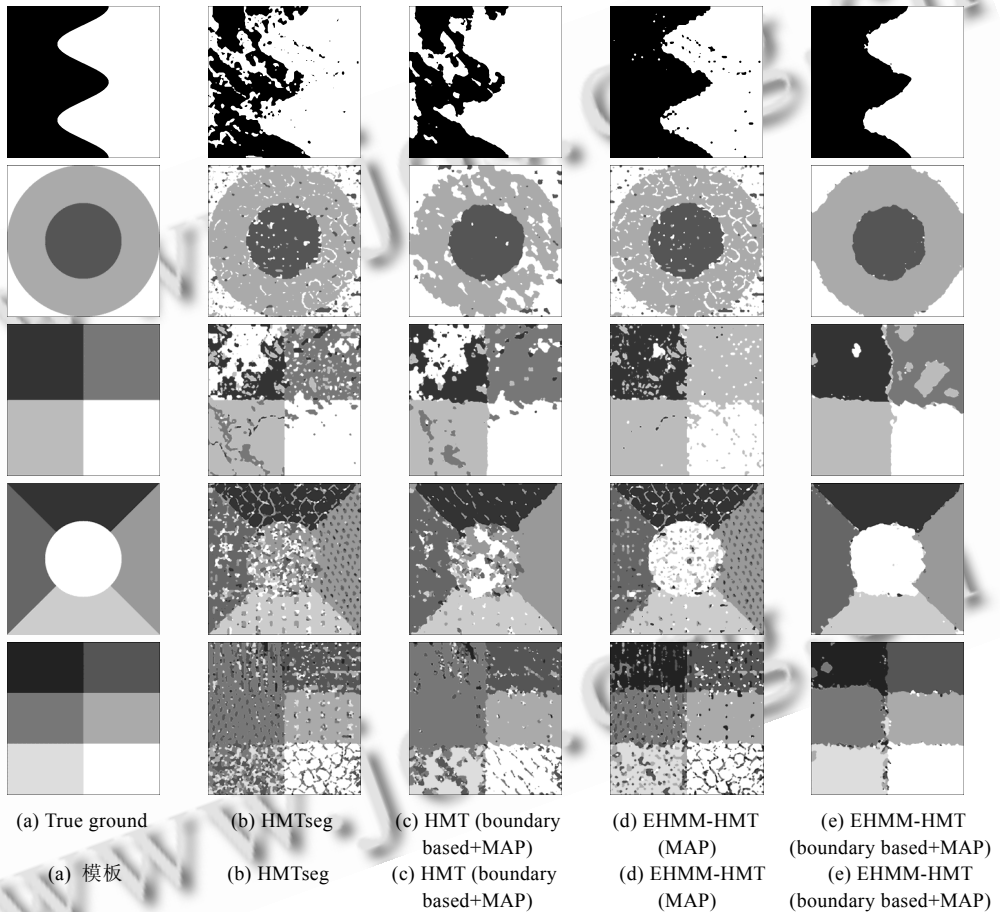 (a) True ground (b) HMTseg (c) HMT (boundary (d) EHMM-HMT (e) EHMM-HMT
based+MAP) (MAP) (boundary based+MAP)
(a) 模板 (b) HMTseg (c) HMT (boundary (d) EHMM-HMT (e) EHMM-HMT
based+MAP) (MAP) (boundary based+MAP)